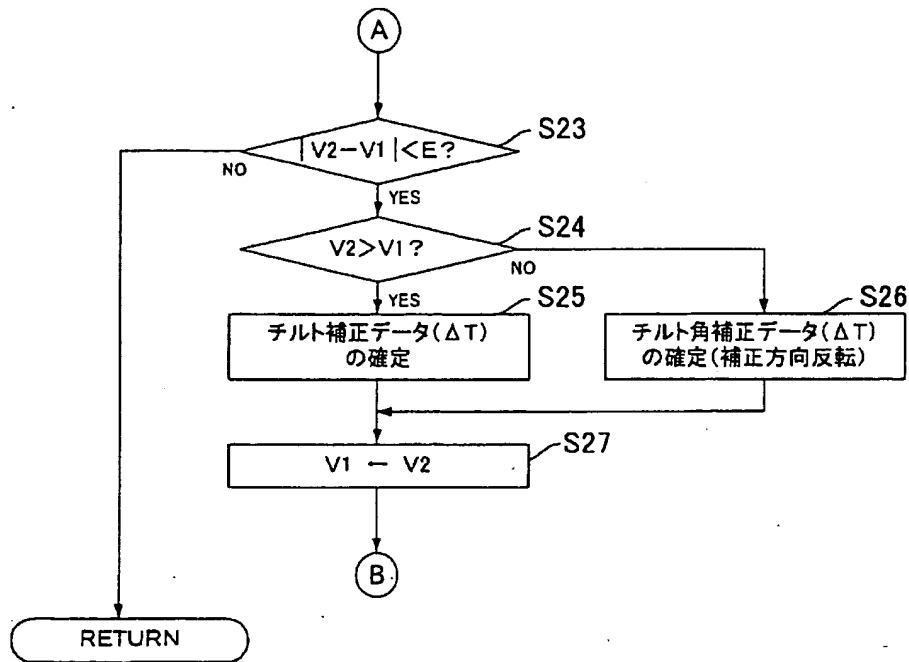 A
S23
|V2-V1|<E?
NO
YES
S24
V2>V1?
NO
YES
S25
チルト補正データ(ΔT)
の確定
S26
チルト角補正データ(ΔT)
の確定(補正方向反転)
S27
V1 ← V2
B
RETURN